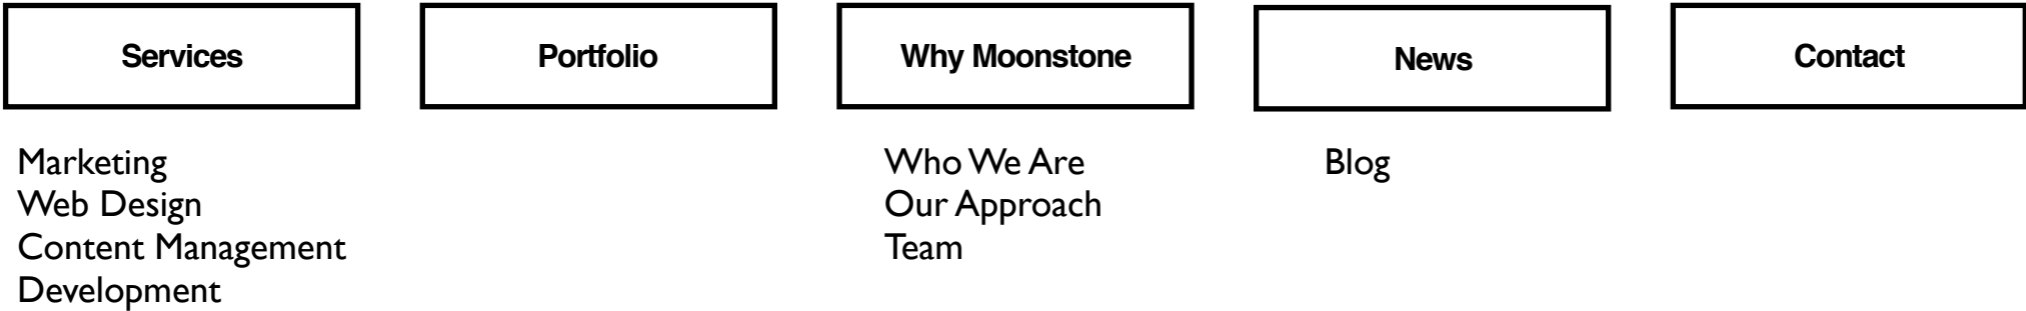 Services
Marketing
Web Design
Content Management
Development
Portfolio
Why Moonstone
Who We Are
Our Approach
Team
News
Blog
Contact